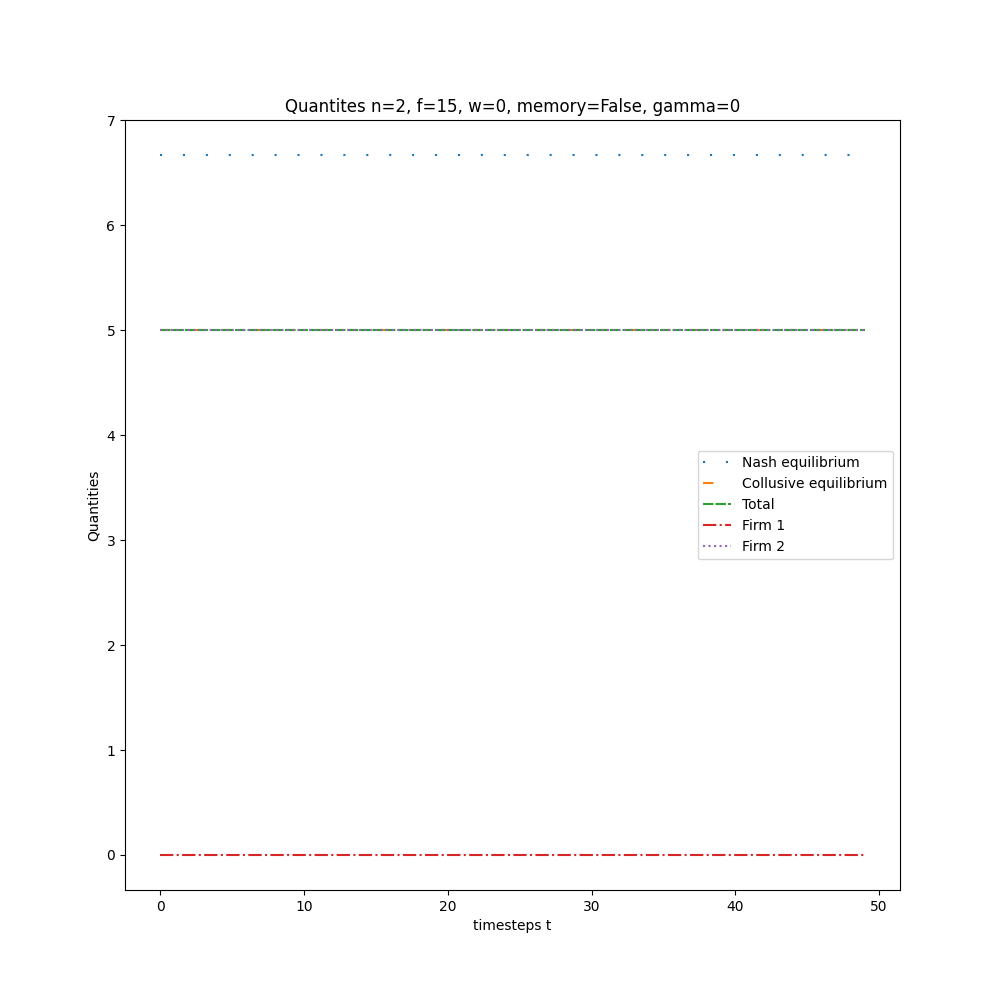 Quantites n=2, f=15, w=0, memory=False, gamma=0
7
6
5
4
3
2
1
0
Quantities
Nash equilibrium
Collusive equilibrium
Total
Firm 1
Firm 2
0 10 20 30 40 50
timesteps t